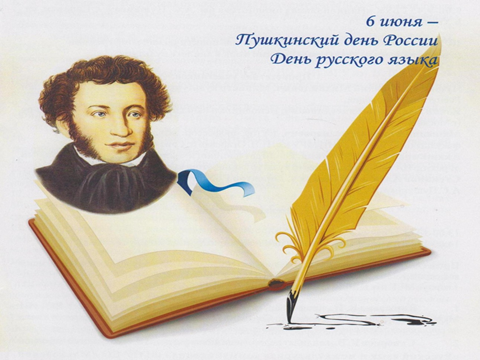 6 июня –
Пушкинский день России
День русского языка